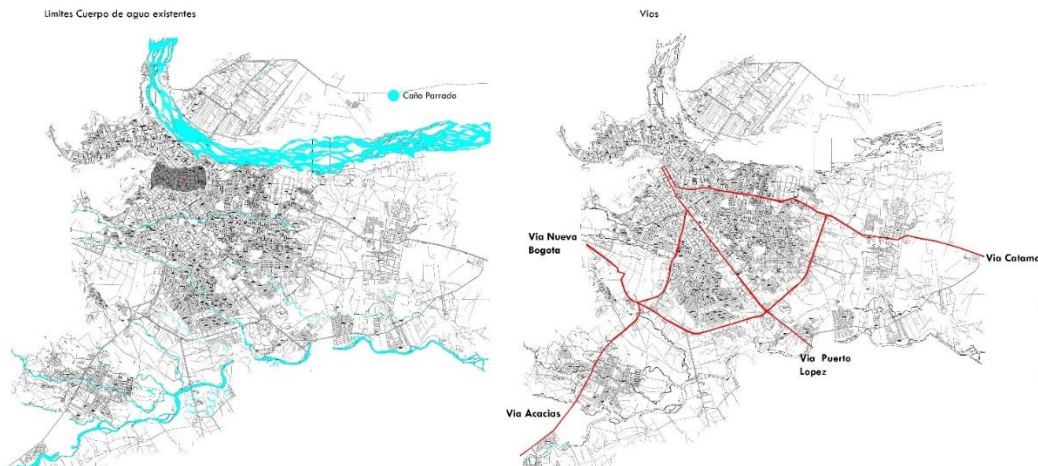 Limites Cuerpo de agua existentes
Caño Parrado
Vias
Via Nueva
Bogota
Via Catama
Via Puerto
Lopez
Via Acacias